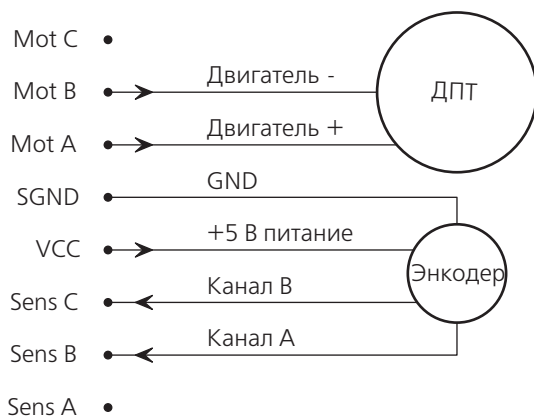 Mot C
Mot B Двигатель - ДПТ
Mot A Двигатель +
SGND GND
VCC +5 В питание
Энкодер
Sens C Канал B
Sens B Канал A
Sens A